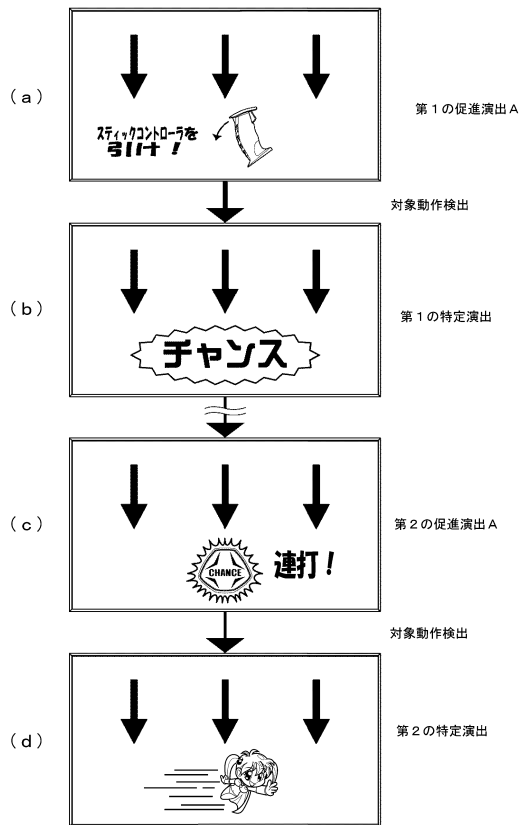 （ａ）
第１の促進演出Ａ
スティックコントローラを
引け！
対象動作検出
（ｂ）
第１の特定演出
チャンス
（ｃ）
第２の促進演出Ａ
CHANCE
連打！
対象動作検出
（ｄ）
第２の特定演出